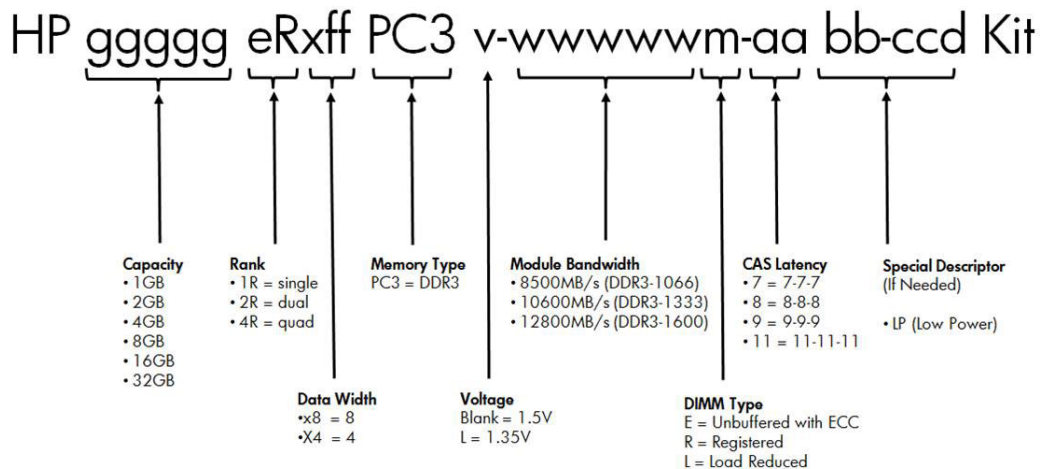 HP ggggg eRxff PC3 v-wwwwwm-aa bb-ccd Kit
Capacity
• 1GB
• 2GB
• 4GB
• 8GB
• 16GB
• 32GB
Rank
• 1R = single
• 2R = dual
• 4R = quad
Memory Type
PC3 = DDR3
Module Bandwidth
• 8500MB/s (DDR3-1066)
• 10600MB/s (DDR3-1333)
• 12800MB/s (DDR3-1600)
CAS Latency
• 7 = 7-7-7
• 8 = 8-8-8
• 9 = 9-9-9
• 11 = 11-11-11
Special Descriptor
(If Needed)
• LP (Low Power)
Data Width
•x8 = 8
•X4 = 4
Voltage
Blank = 1.5V
L = 1.35V
DIMM Type
E = Unbuffered with ECC
R = Registered
L = Load Reduced